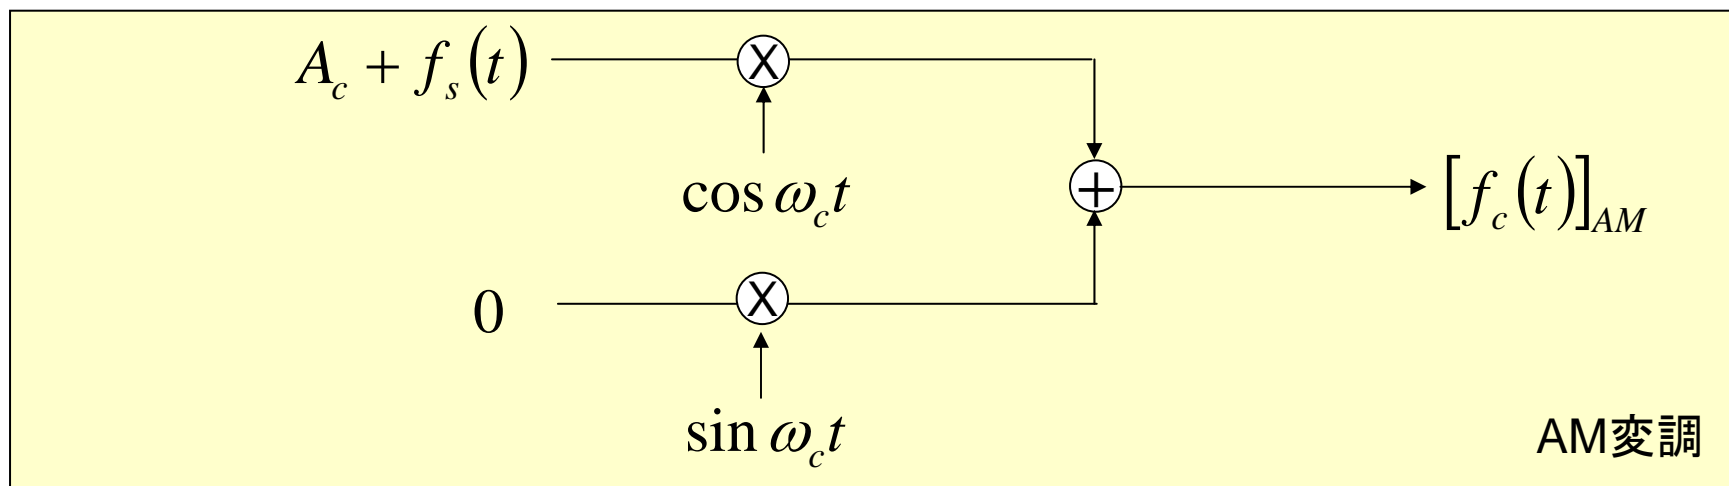 A_c + f_s(t)
X
cos ω_c t
+
[f_c(t)]_AM
0
X
sin ω_c t
AM変調